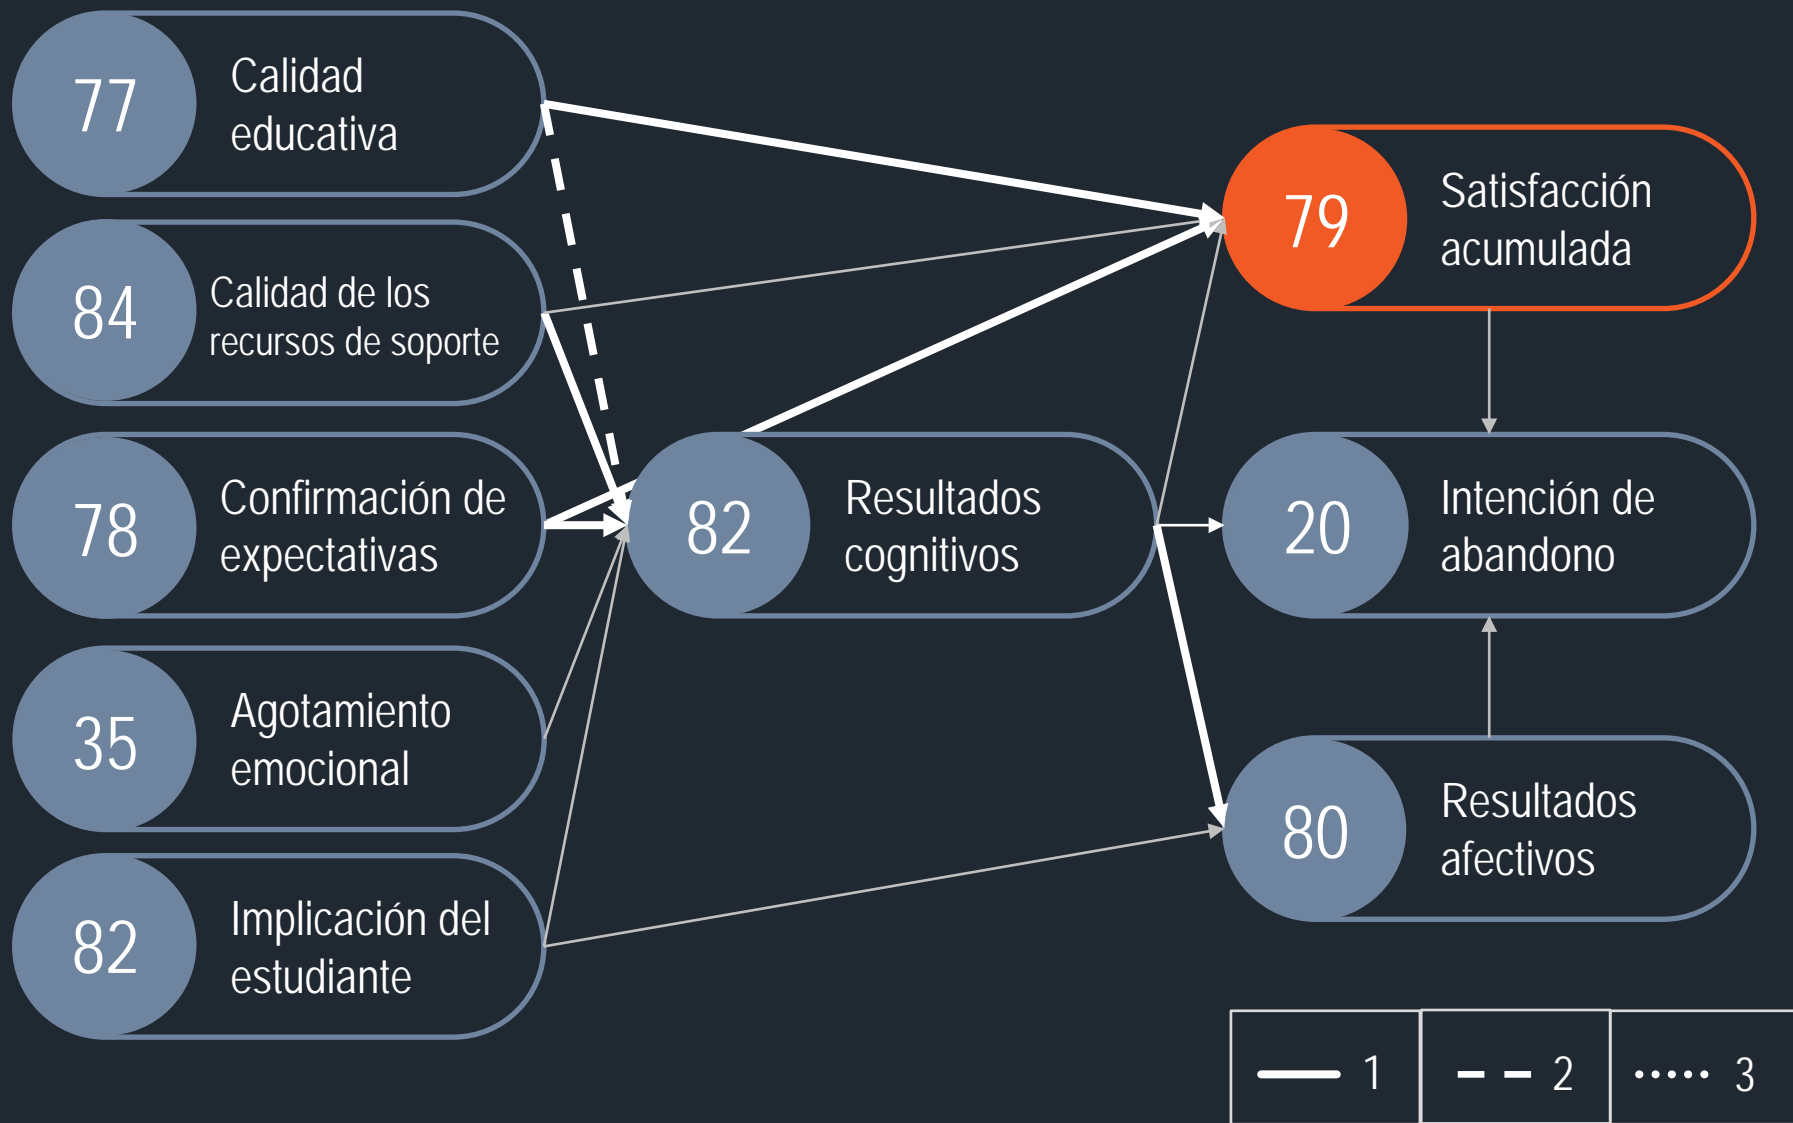 77
Calidad
educativa
84
Calidad de los
recursos de soporte
78
Confirmación de
expectativas
35
Agotamiento
emocional
82
Implicación del
estudiante
82
Resultados
cognitivos
79
Satisfacción
acumulada
20
Intención de
abandono
80
Resultados
afectivos
1
2
3